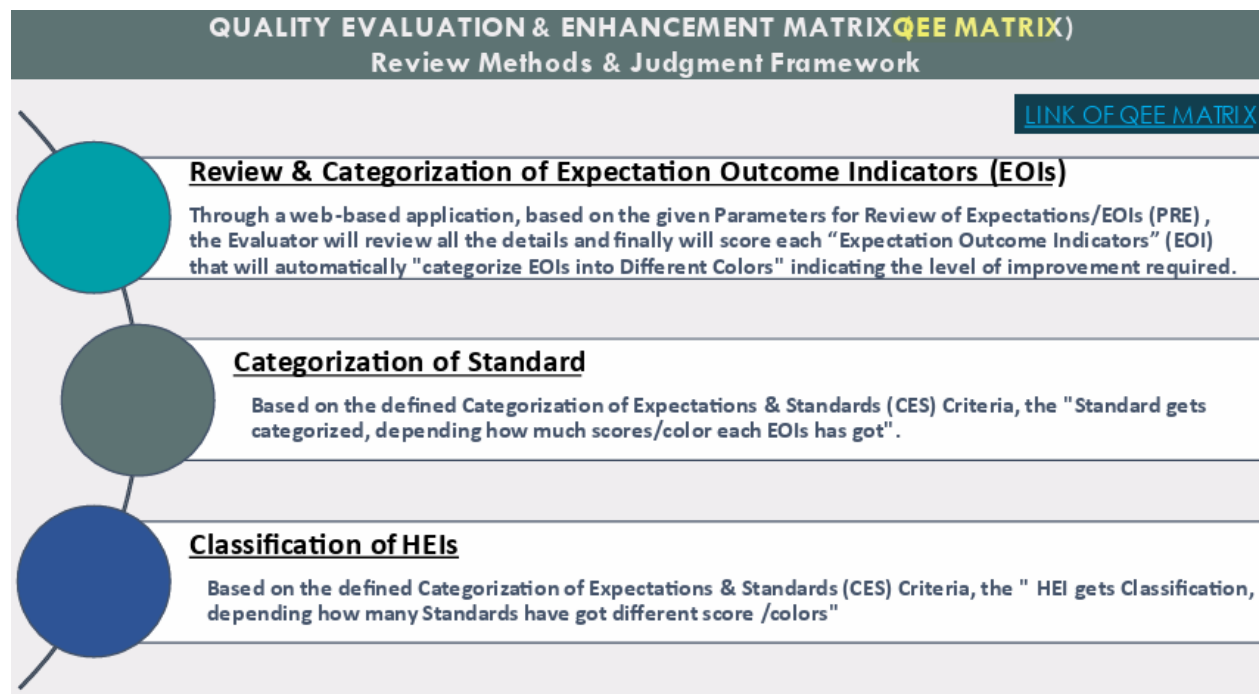 QUALITY EVALUATION & ENHANCEMENT MATRIX(QEE MATRIX)
Review Methods & Judgment Framework
LINK OF QEE MATRIX
Review & Categorization of Expectation Outcome Indicators (EOIs)
Through a web-based application, based on the given Parameters for Review of Expectations/EOIs (PRE) ,
the Evaluator will review all the details and finally will score each “Expectation Outcome Indicators” (EOI)
that will automatically "categorize EOIs into Different Colors" indicating the level of improvement required.
Categorization of Standard
Based on the defined Categorization of Expectations & Standards (CES) Criteria, the "Standard gets
categorized, depending how much scores/color each EOIs has got".
Classification of HEIs
Based on the defined Categorization of Expectations & Standards (CES) Criteria, the " HEI gets Classification,
depending how many Standards have got different score /colors"